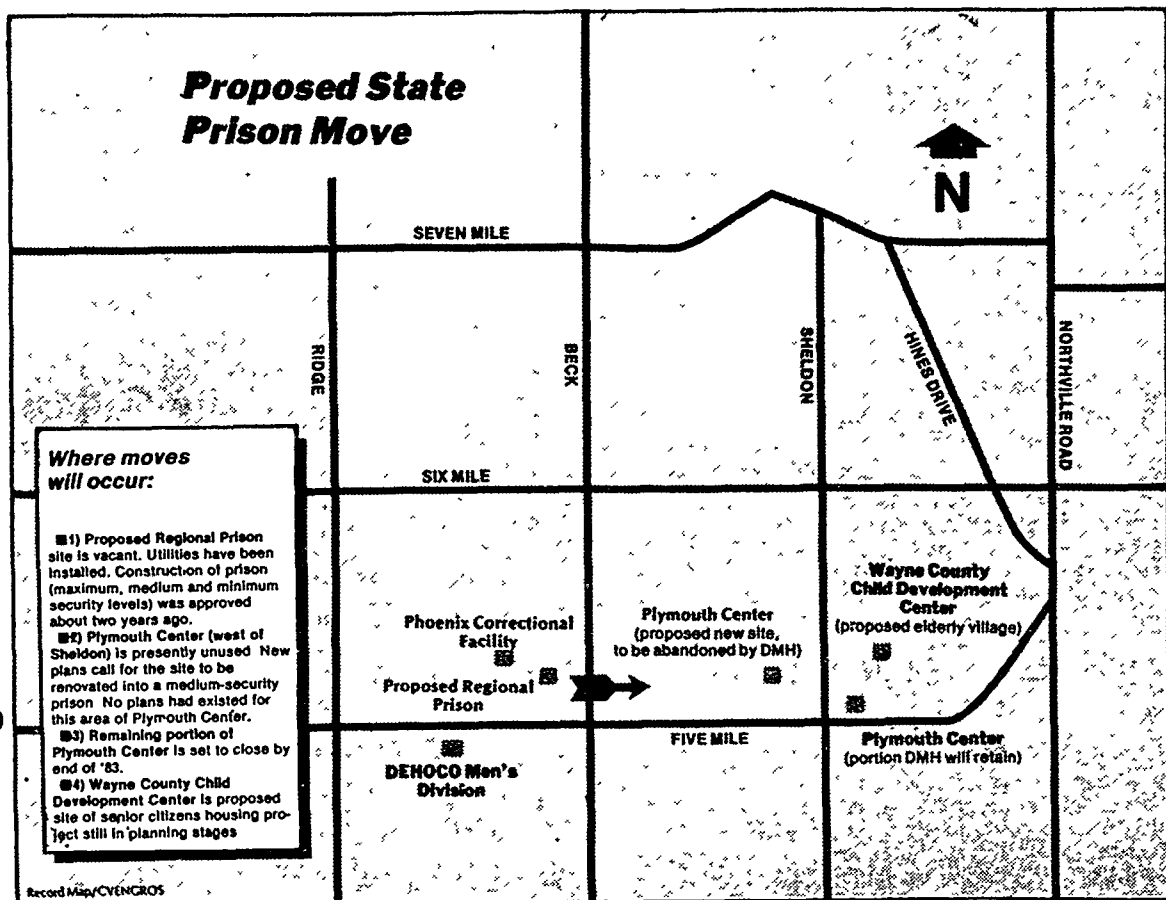 Proposed State
Prison Move
N
SEVEN MILE
RIDGE
BECK
SHELDON
HINES DRIVE
NORTHVILLE ROAD
Where moves
will occur:
1) Proposed Regional Prison
site is vacant. Utilities have been
installed. Construction of prison
(maximum, medium and minimum
security levels) was approved
about two years ago.
2) Plymouth Center (west of
Sheldon) is presently unused New
plans call for the site to be
renovated into a medium-security
prison No plans had existed for
this area of Plymouth Center.
3) Remaining portion of
Plymouth Center is set to close by
end of '83.
4) Wayne County Child
Development Center is proposed
site of senior citizens housing pro-
ject still in planning stages
SIX MILE
Phoenix Correctional
Facility
Proposed Regional
Prison
Plymouth Center
(proposed new site,
to be abandoned by DMH)
Wayne County
Child Development
Center
(proposed elderly village)
FIVE MILE
DEHOCO Men's
Division
Plymouth Center
(portion DMH will retain)
Record Map/CVENGROS